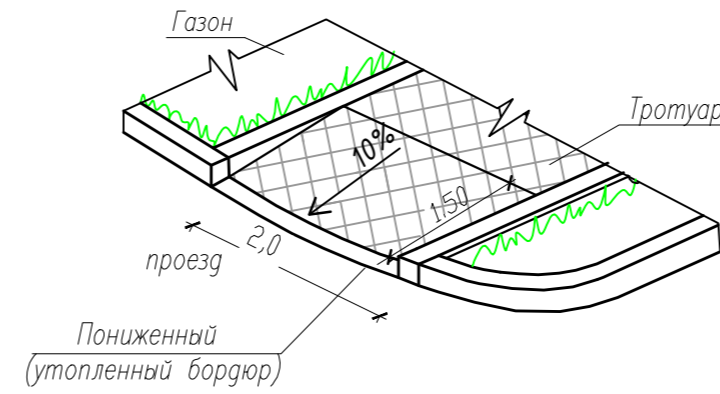 Газон
Тротуар
10%
1.50
2,0
проезд
Пониженный
(утопленный бордюр)